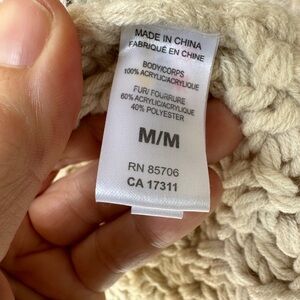 MADE IN CHINA
FABRIQUÉ EN CHINE
BODY/CORPS
100% ACRYLIC/ACRYLIQUE
FUR/ FOURRURE
60% ACRYLIC/ACRYLIQUE
40% POLYESTER
M/M
RN 85706
CA 17311